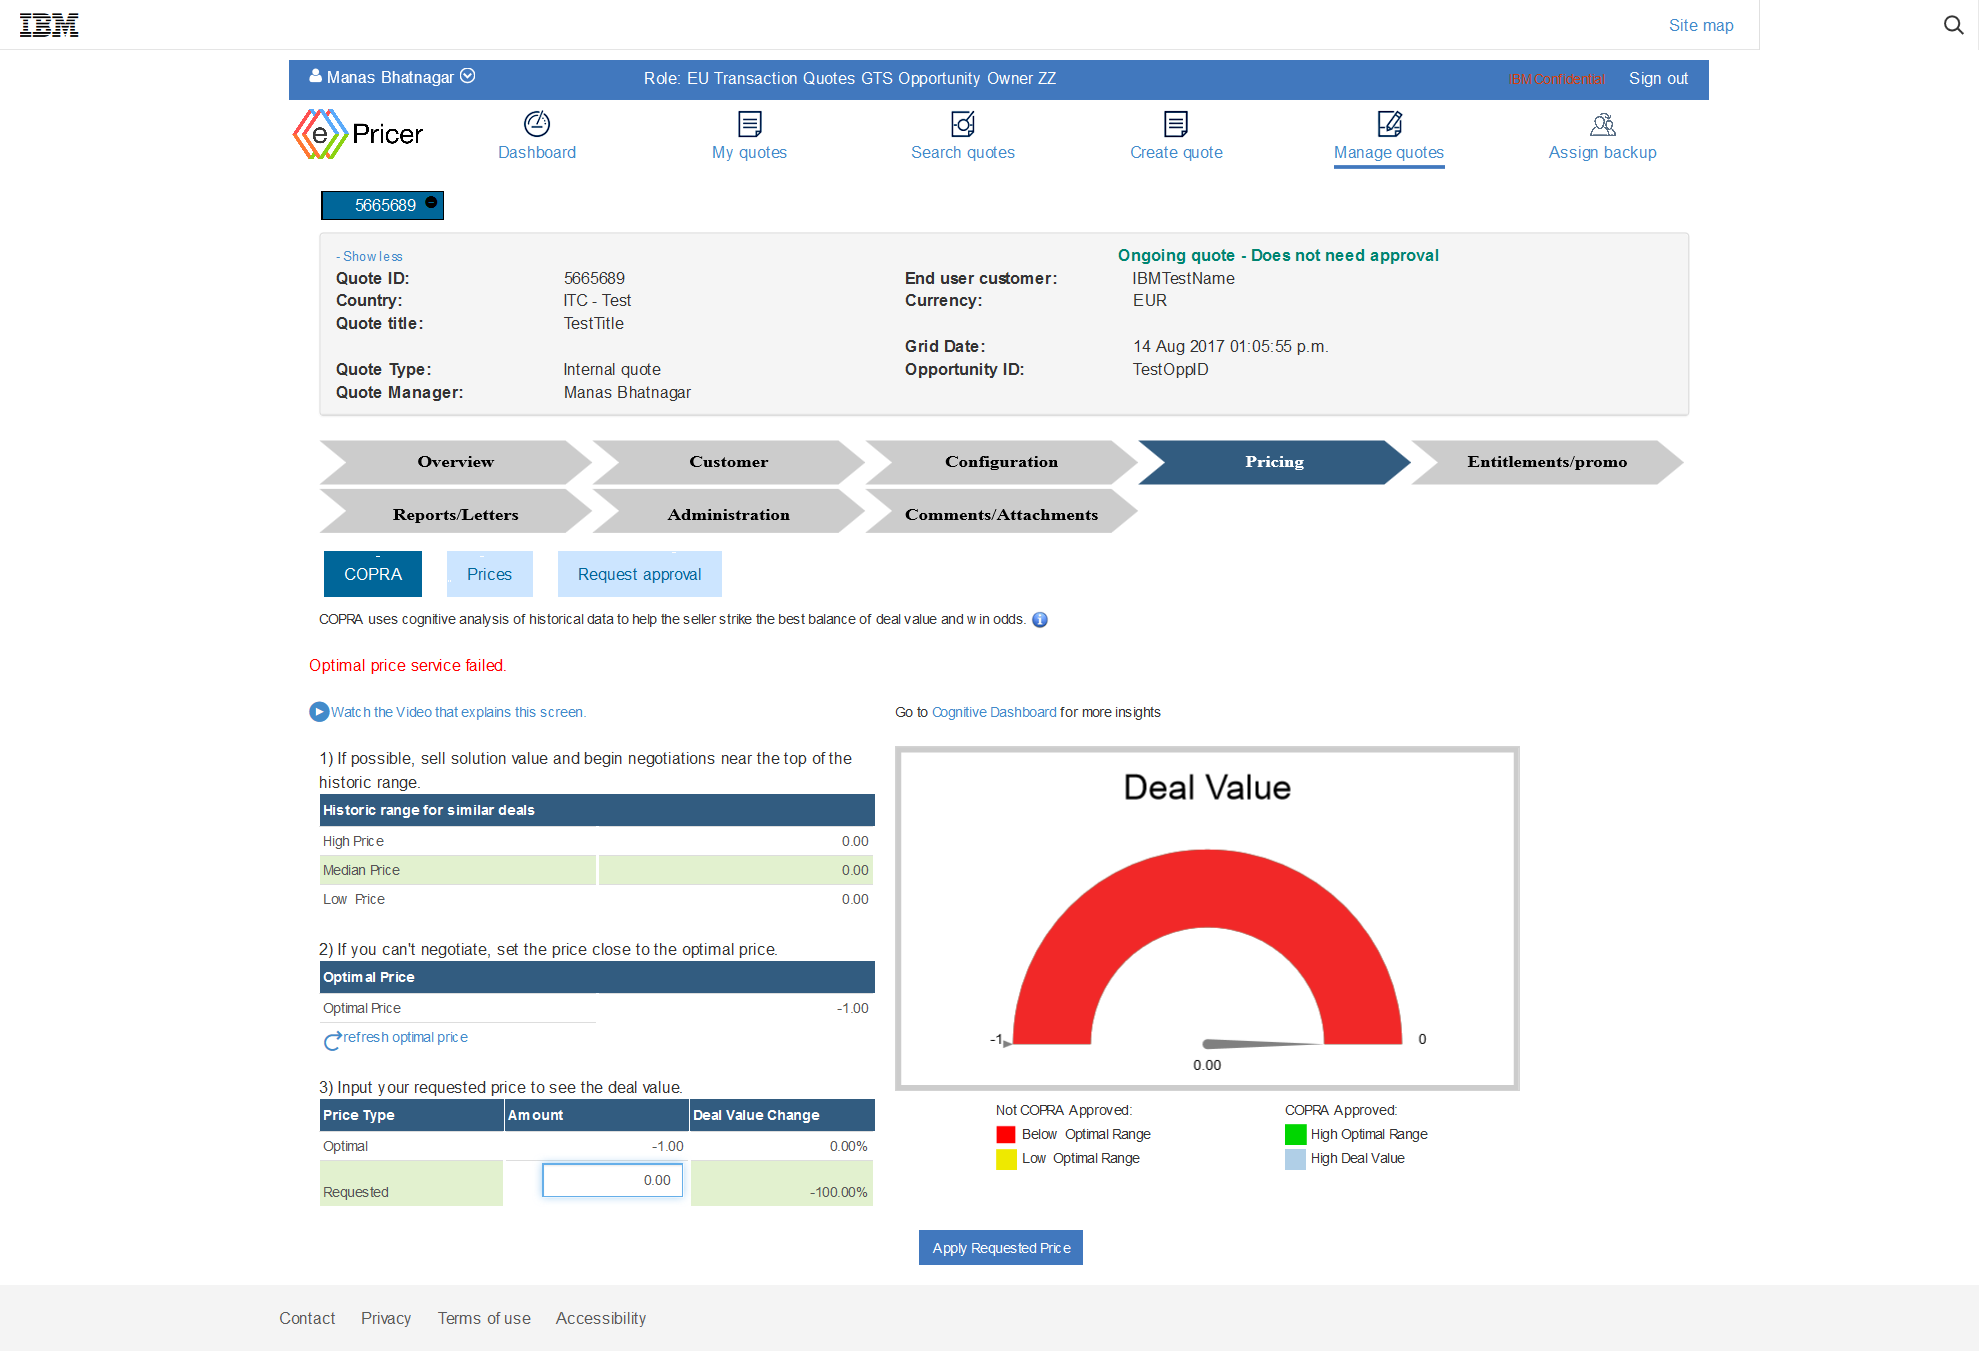 IBM
Site map
Manas Bhatnagar
Role: EU Transaction Quotes GTS Opportunity Owner ZZ
IBM Confidential
Sign out
e Pricer
Dashboard
My quotes
Search quotes
Create quote
Manage quotes
Assign backup
5665689
- Show less
Ongoing quote - Does not need approval
Quote ID: 5665689 End user customer: IBMTestName
Country: ITC - Test Currency: EUR
Quote title: TestTitle
Grid Date: 14 Aug 2017 01:05:55 p.m.
Quote Type: Internal quote Opportunity ID: TestOppID
Quote Manager: Manas Bhatnagar
Overview Customer Configuration Pricing Entitlements/promo
Reports/Letters Administration Comments/Attachments
COPRA Prices Request approval
COPRA uses cognitive analysis of historical data to help the seller strike the best balance of deal value and win odds.
Optimal price service failed.
Watch the Video that explains this screen.
Go to Cognitive Dashboard for more insights
1) If possible, sell solution value and begin negotiations near the top of the
historic range.
Historic range for similar deals
High Price 0.00
Median Price 0.00
Low Price 0.00
2) If you can't negotiate, set the price close to the optimal price.
Optimal Price
Optimal Price -1.00
refresh optimal price
3) Input your requested price to see the deal value.
Price Type Amount Deal Value Change
Optimal -1.00 0.00%
Requested 0.00 -100.00%
Deal Value
-1
0
0.00
Not COPRA Approved: COPRA Approved:
Below Optimal Range High Optimal Range
Low Optimal Range High Deal Value
Apply Requested Price
Contact Privacy Terms of use Accessibility